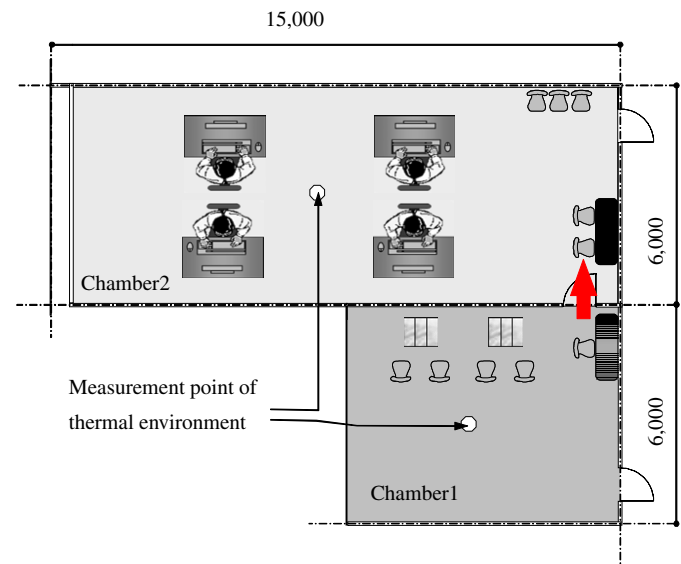 15,000
6,000
Chamber2
Measurement point of
thermal environment
6,000
Chamber1